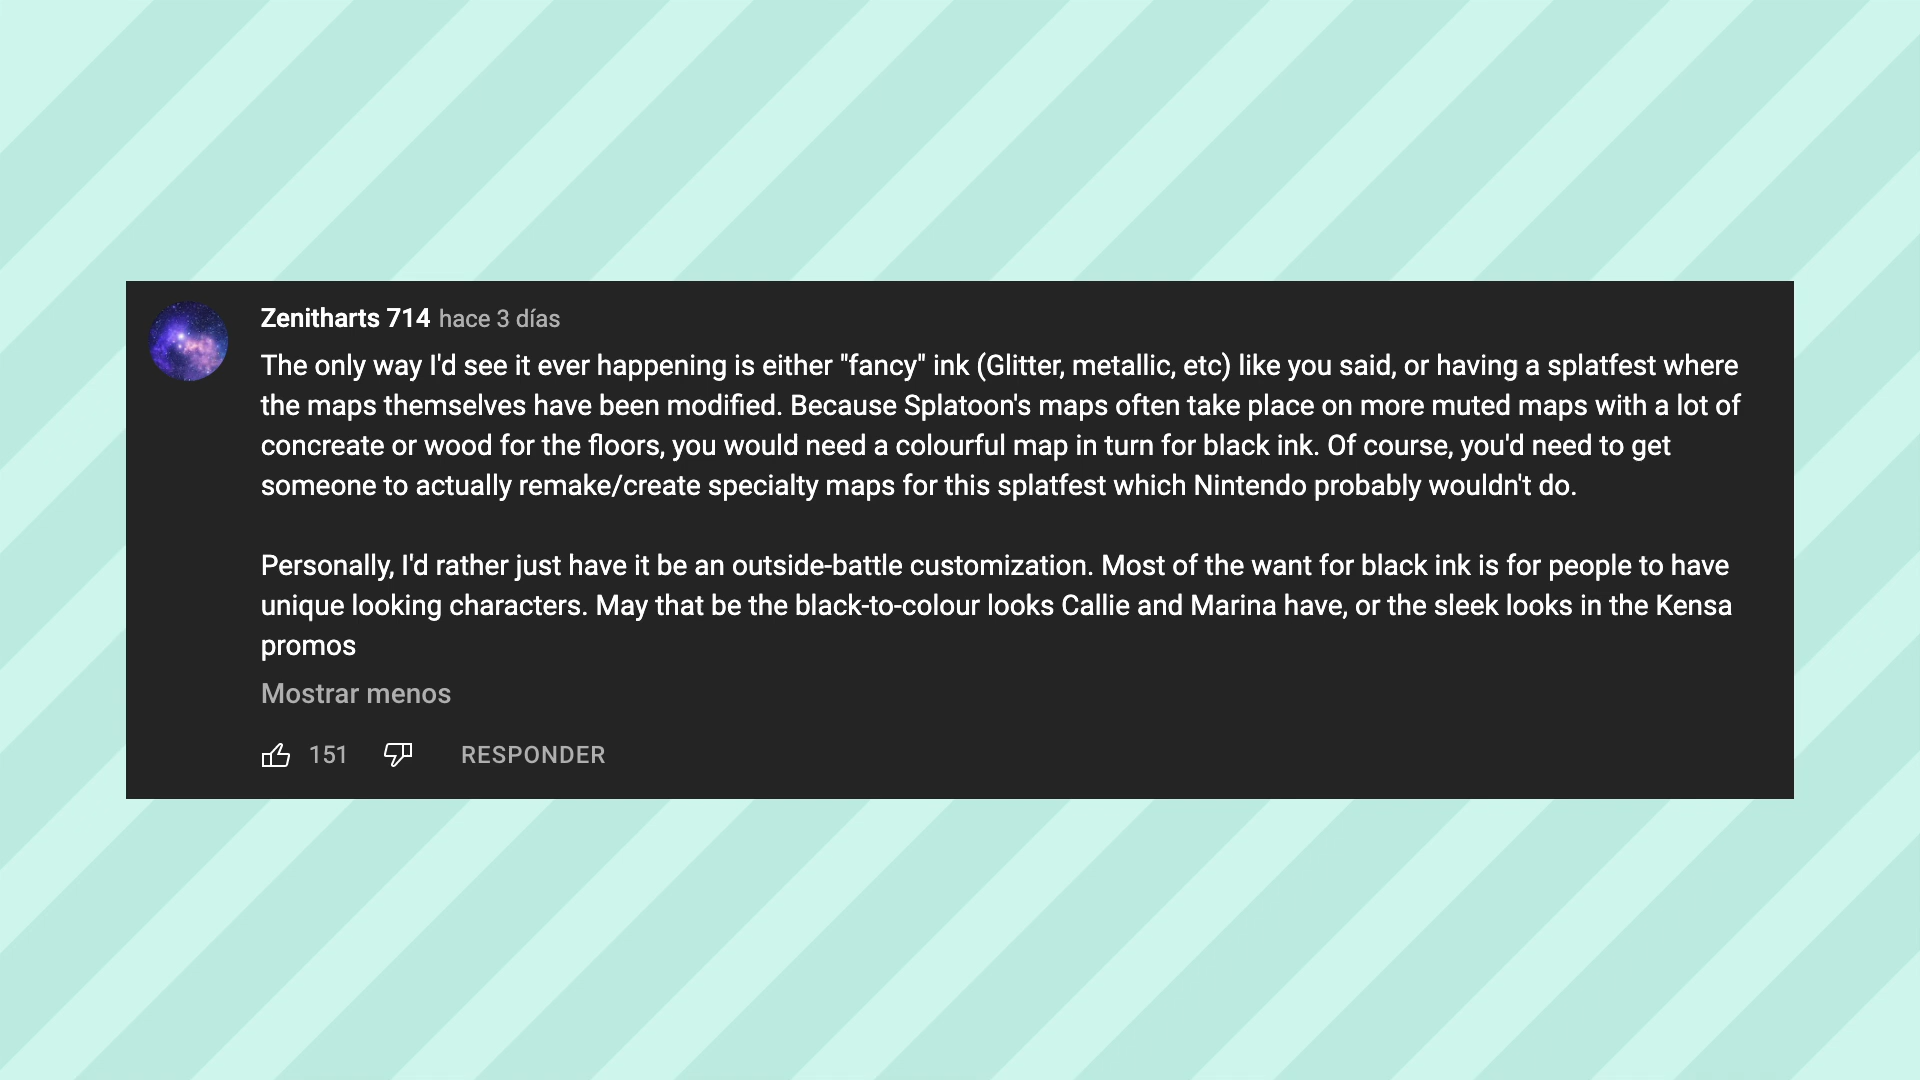 Zenitharts 714 hace 3 días
The only way I'd see it ever happening is either "fancy" ink (Glitter, metallic, etc) like you said, or having a splatfest where
the maps themselves have been modified. Because Splatoon's maps often take place on more muted maps with a lot of
concreate or wood for the floors, you would need a colourful map in turn for black ink. Of course, you'd need to get
someone to actually remake/create specialty maps for this splatfest which Nintendo probably wouldn't do.
Personally, I'd rather just have it be an outside-battle customization. Most of the want for black ink is for people to have
unique looking characters. May that be the black-to-colour looks Callie and Marina have, or the sleek looks in the Kensa
promos
Mostrar menos
151 RESPONDER